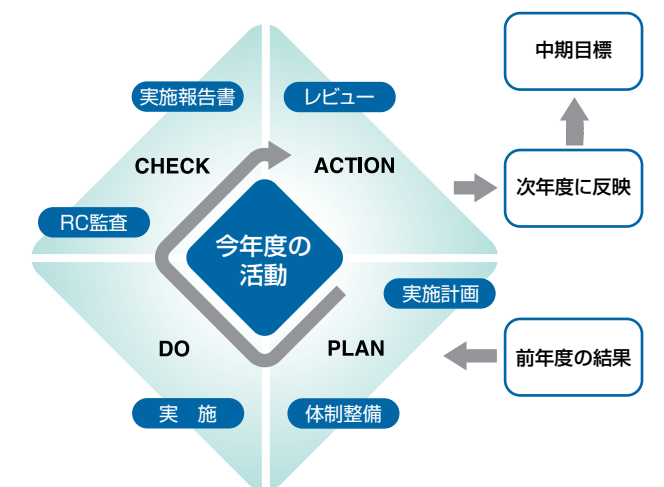 中期目標
実施報告書
レビュー
CHECK
ACTION
次年度に反映
RC監査
今年度の
活動
実施計画
DO
PLAN
前年度の結果
実 施
体制整備